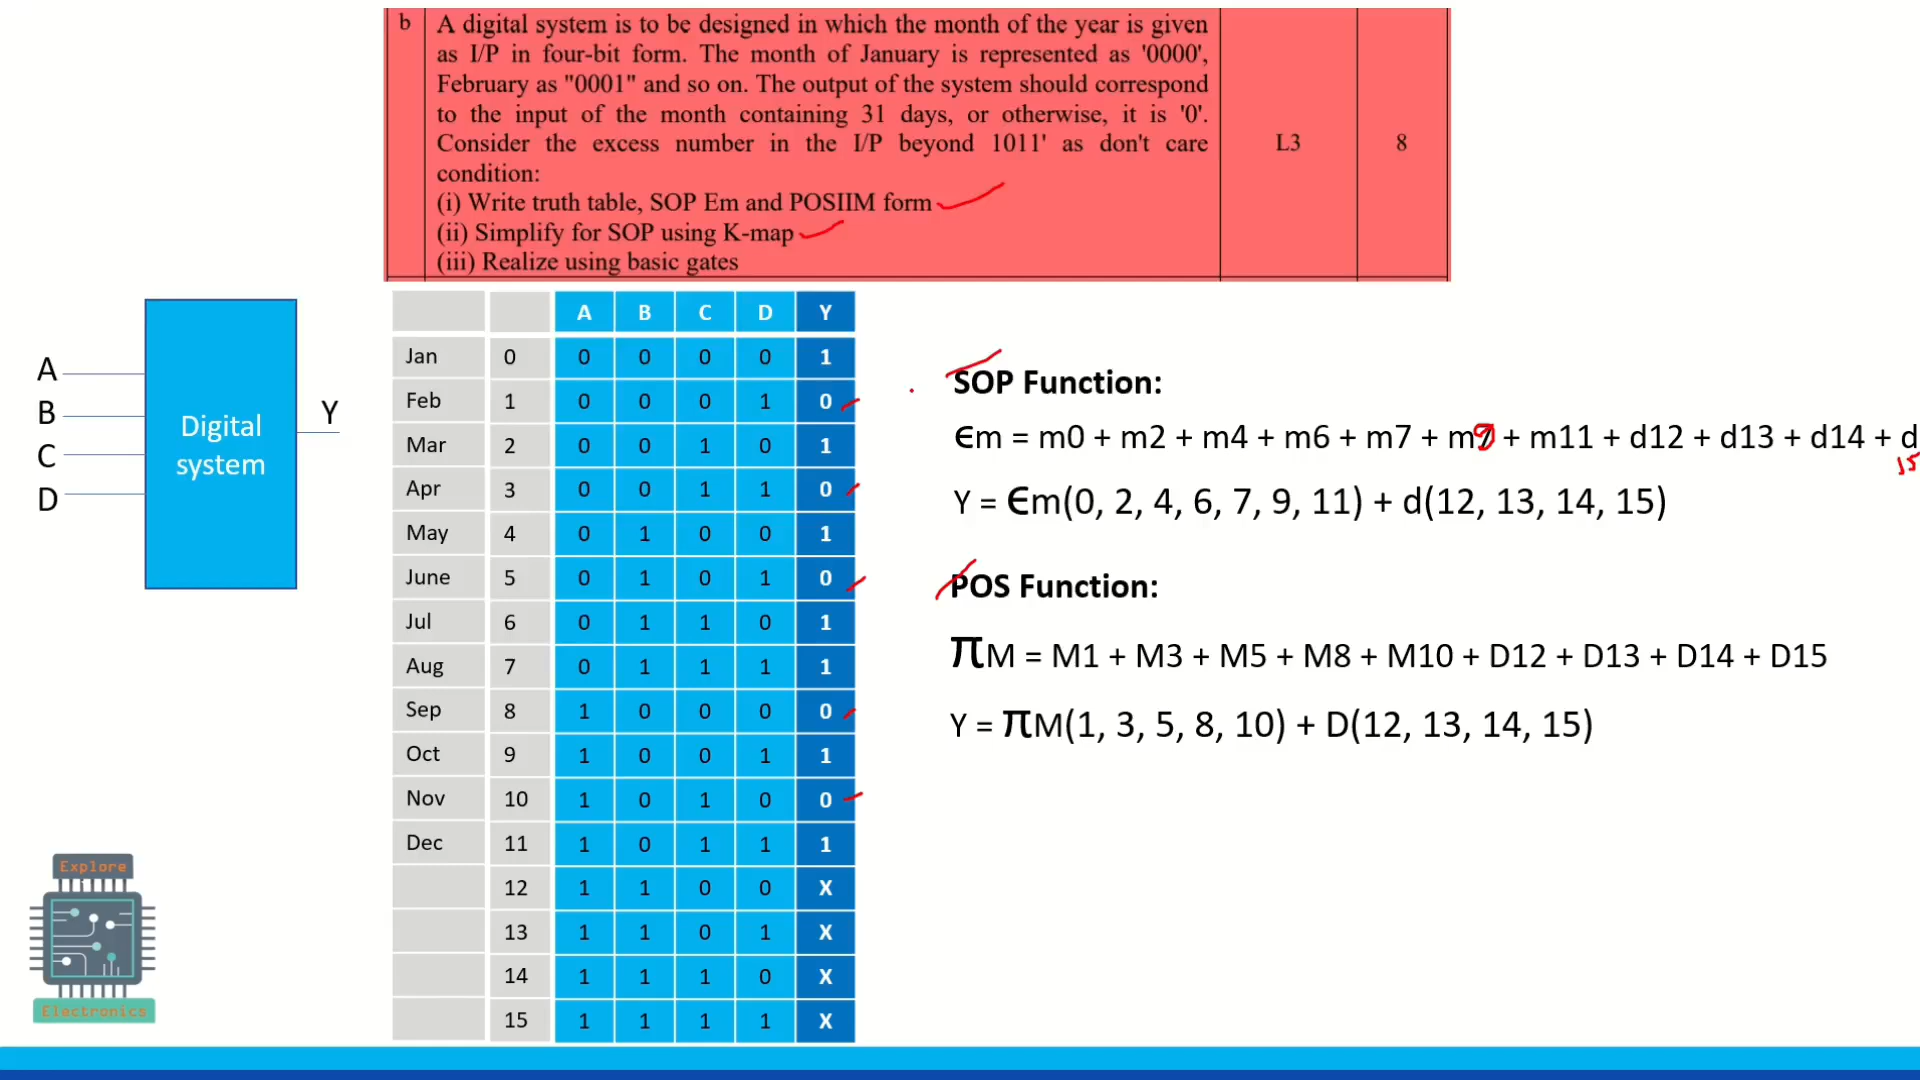 b A digital system is to be designed in which the month of the year is given
as I/P in four-bit form. The month of January is represented as '0000',
February as "0001" and so on. The output of the system should correspond
to the input of the month containing 31 days, or otherwise, it is '0'.
Consider the excess number in the I/P beyond 1011' as don't care
condition:
(i) Write truth table, SOP Em and POSIIM form
(ii) Simplify for SOP using K-map
(iii) Realize using basic gates
L3 8
A
B
C
D
Digital
system
Y
A B C D Y
Jan 0 0 0 0 0 1
Feb 1 0 0 0 1 0
Mar 2 0 0 1 0 1
Apr 3 0 0 1 1 0
May 4 0 1 0 0 1
June 5 0 1 0 1 0
Jul 6 0 1 1 0 1
Aug 7 0 1 1 1 1
Sep 8 1 0 0 0 0
Oct 9 1 0 0 1 1
Nov 10 1 0 1 0 0
Dec 11 1 0 1 1 1
12 1 1 0 0 X
13 1 1 0 1 X
14 1 1 1 0 X
15 1 1 1 1 X
SOP Function:
ϵm = m0 + m2 + m4 + m6 + m7 + m9 + m11 + d12 + d13 + d14 + d
15
Y = ϵm(0, 2, 4, 6, 7, 9, 11) + d(12, 13, 14, 15)
POS Function:
πM = M1 + M3 + M5 + M8 + M10 + D12 + D13 + D14 + D15
Y = πM(1, 3, 5, 8, 10) + D(12, 13, 14, 15)
Explore
Electronics